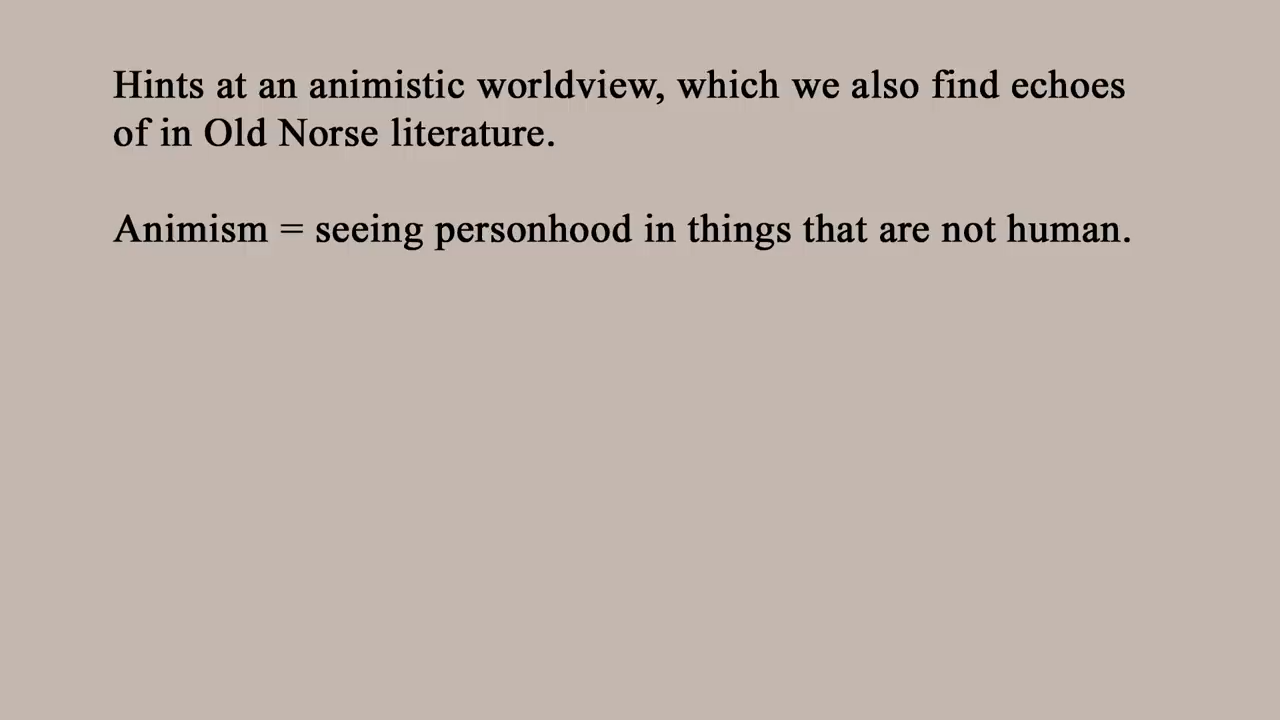 Hints at an animistic worldview, which we also find echoes
of in Old Norse literature.
Animism = seeing personhood in things that are not human.